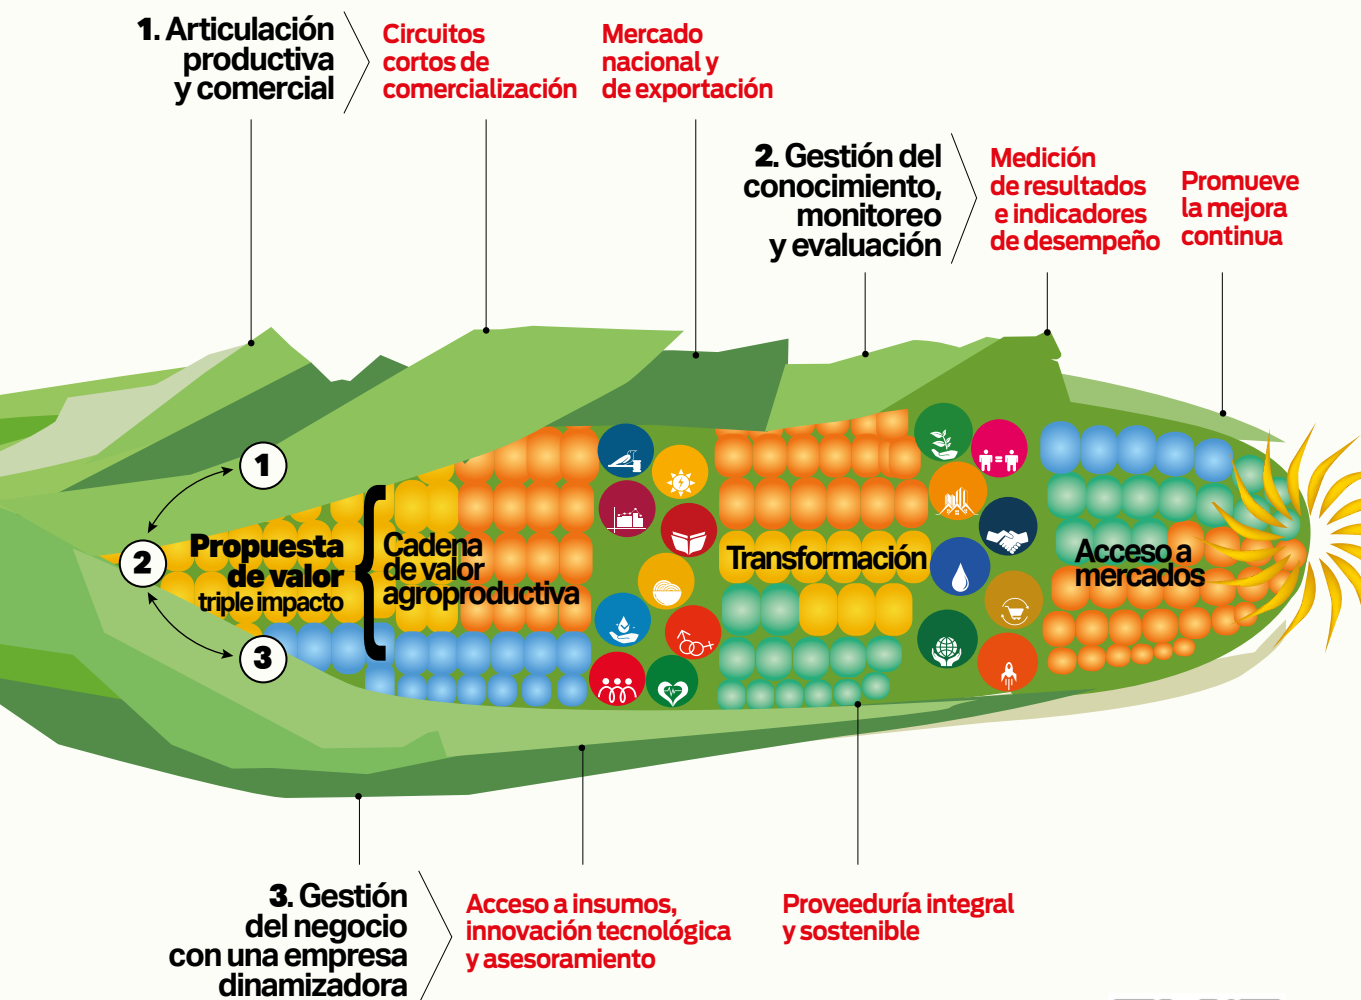 1. Articulación
productiva
y comercial
Circuitos
cortos de
comercialización
Mercado
nacional y
de exportación
2. Gestión del
conocimiento,
monitoreo
y evaluación
Medición
de resultados
e indicadores
de desempeño
Promueve
la mejora
continua
1
2
3
Propuesta
de valor
triple impacto
Cadena
de valor
agroproductiva
Transformación
Acceso a
mercados
3. Gestión
del negocio
con una empresa
dinamizadora
Acceso a insumos,
innovación tecnológica
y asesoramiento
Proveeduría integral
y sostenible